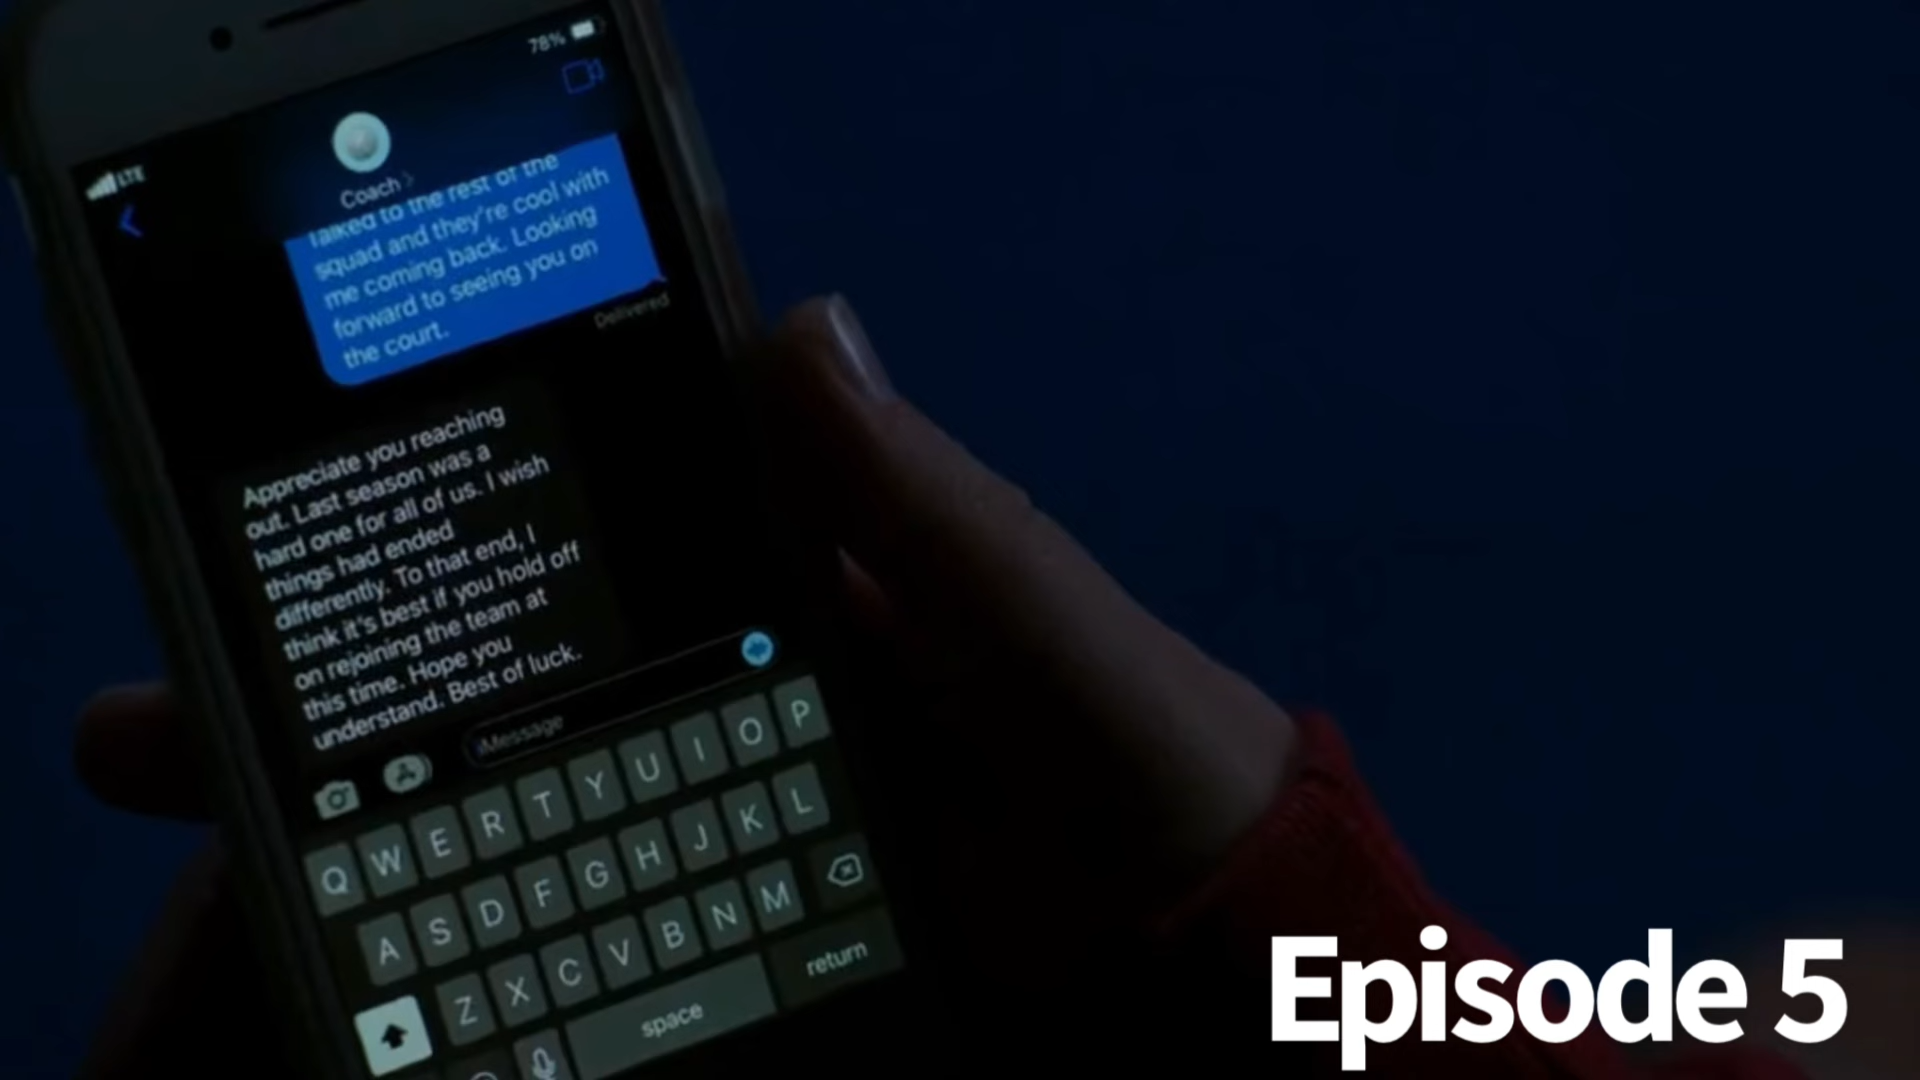 78%
LTE
Coach
Talked to the rest of the
squad and they're cool with
me coming back. Looking
forward to seeing you on
the court.
Delivered
Appreciate you reaching
out. Last season was a
hard one for all of us. I wish
things had ended
differently. To that end, I
think it's best if you hold off
on rejoining the team at
this time. Hope you
understand. Best of luck.
iMessage
Q W E R T Y U I O P
A S D F G H J K L
Z X C V B N M
space
return
Episode 5